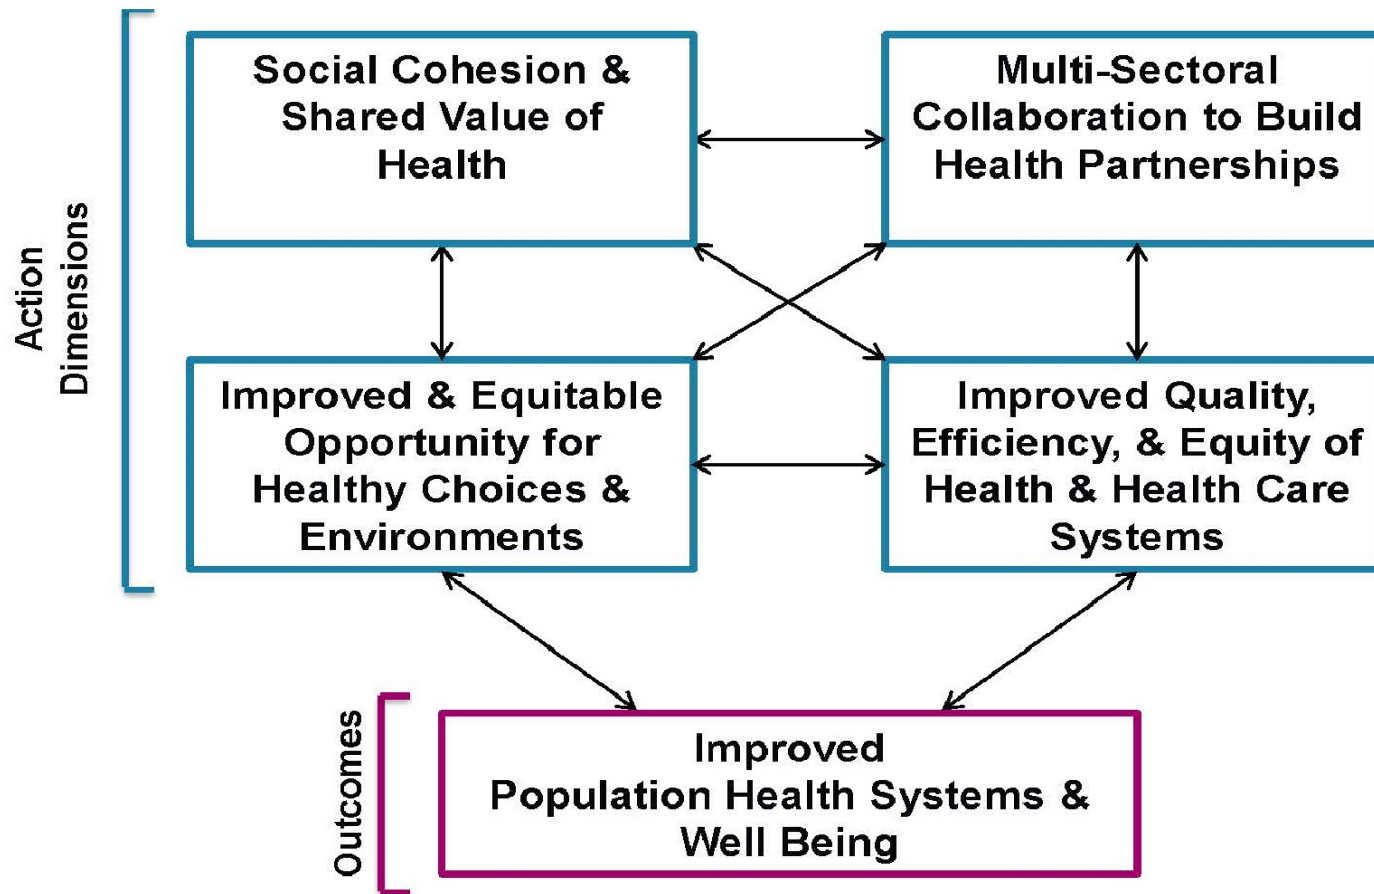 Action
Dimensions
Social Cohesion &
Shared Value of
Health
Multi-Sectoral
Collaboration to Build
Health Partnerships
Improved & Equitable
Opportunity for
Healthy Choices &
Environments
Improved Quality,
Efficiency, & Equity of
Health & Health Care
Systems
Outcomes
Improved
Population Health Systems &
Well Being